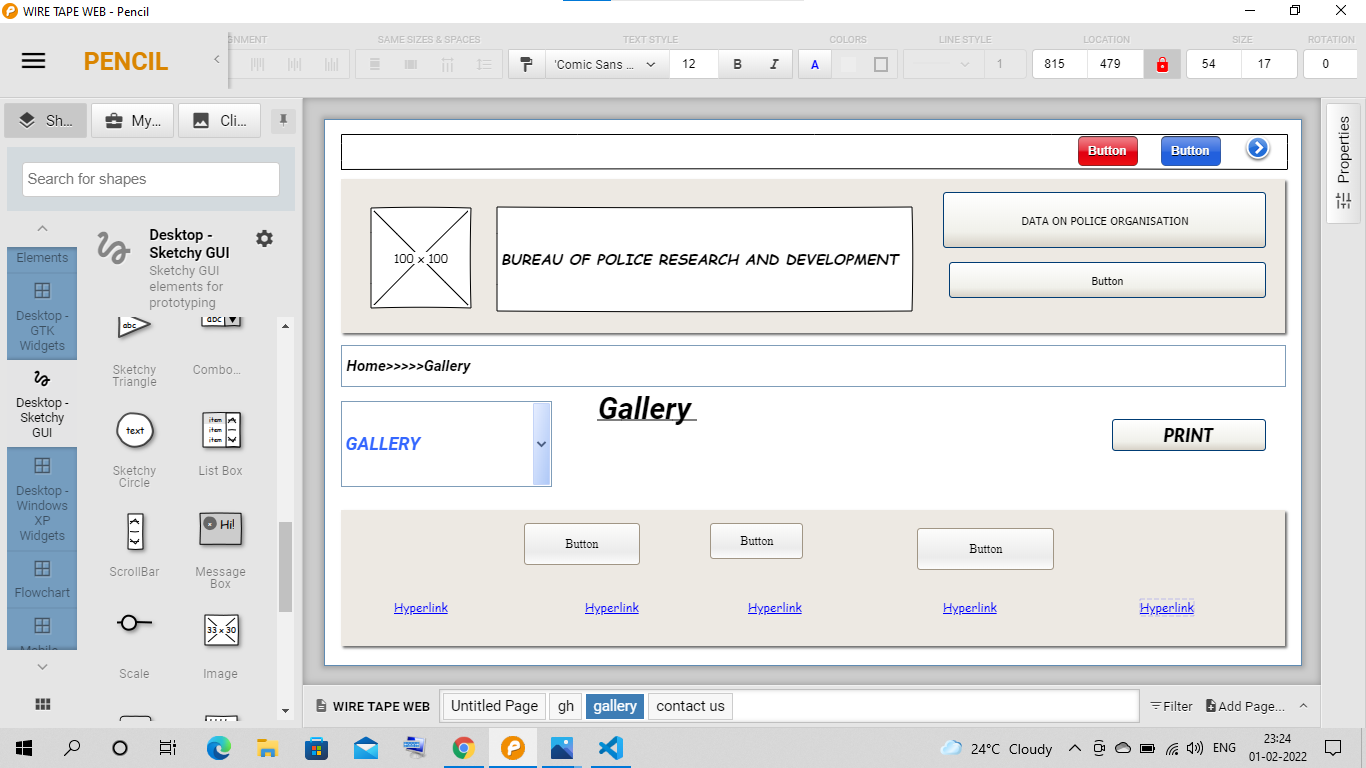 WIRE TAPE WEB - Pencil
PENCIL
GNMENT
SAME SIZES & SPACES
TEXT STYLE
COLORS
LINE STYLE
LOCATION
SIZE
ROTATION
'Comic Sans ...
12
B
I
A
1
815
479
54
17
0
Sh...
My...
Cli...
Search for shapes
Elements
Desktop -
GTK
Widgets
Desktop -
Sketchy
GUI
Desktop -
Windows
XP
Widgets
Flowchart
Mobile -
Desktop -
Sketchy GUI
Sketchy GUI
elements for
prototyping
abc
abc
Sketchy
Triangle
Combo...
text
item
item
item
Sketchy
Circle
List Box
Hi!
ScrollBar
Message
Box
33 x 30
Scale
Image
Button
Button
100 x 100
BUREAU OF POLICE RESEARCH AND DEVELOPMENT
DATA ON POLICE ORGANISATION
Button
Home>>>>>Gallery
GALLERY
Gallery
PRINT
Button
Button
Button
Hyperlink
Hyperlink
Hyperlink
Hyperlink
Hyperlink
Properties
WIRE TAPE WEB
Untitled Page
gh
gallery
contact us
Filter
Add Page...
24°C Cloudy
ENG
23:24
01-02-2022